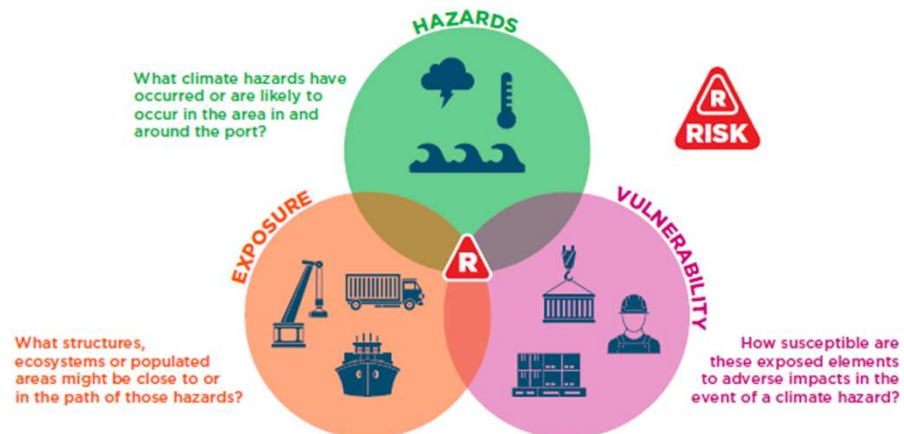 HAZARDS
What climate hazards have
occurred or are likely to
occur in the area in and
around the port?
R
RISK
EXPOSURE
VULNERABILITY
R
What structures,
ecosystems or populated
areas might be close to or
in the path of those hazards?
How susceptible are
these exposed elements
to adverse impacts in the
event of a climate hazard?